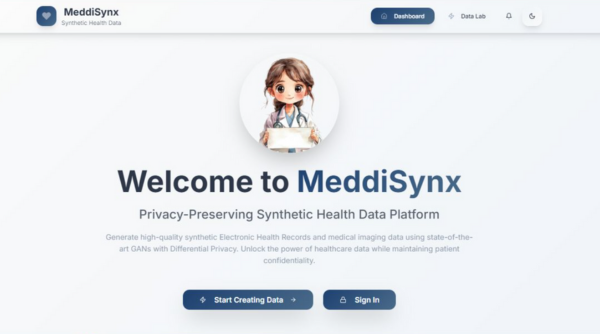 MeddiSynx
Synthetic Health Data
Dashboard
Data Lab
Welcome to MeddiSynx
Privacy-Preserving Synthetic Health Data Platform
Generate high-quality synthetic Electronic Health Records and medical imaging data using state-of-the-
art GANs with Differential Privacy. Unlock the power of healthcare data while maintaining patient
confidentiality.
Start Creating Data →
Sign In